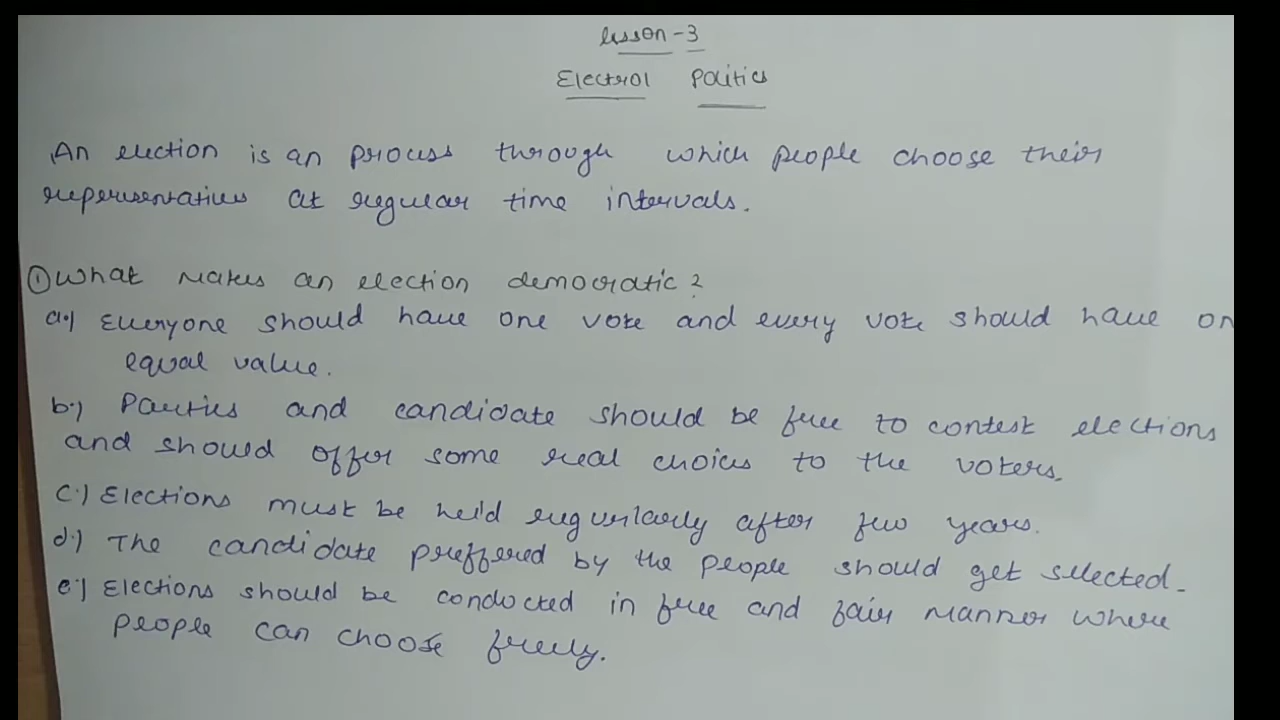 lesson-3
Electrol Politics
An election is an process through which people choose their
representatives at regular time intervals.
① What makes an election democratic?
a.) Everyone should have one vote and every vote should have on
equal value.
b.) Parties and candidate should be free to contest elections
and should offer some real choices to the voters.
c.) Elections must be held regularly after few years.
d.) The candidate preffered by the people should get selected.
e.) Elections should be conducted in free and fair manner where
people can choose freely.